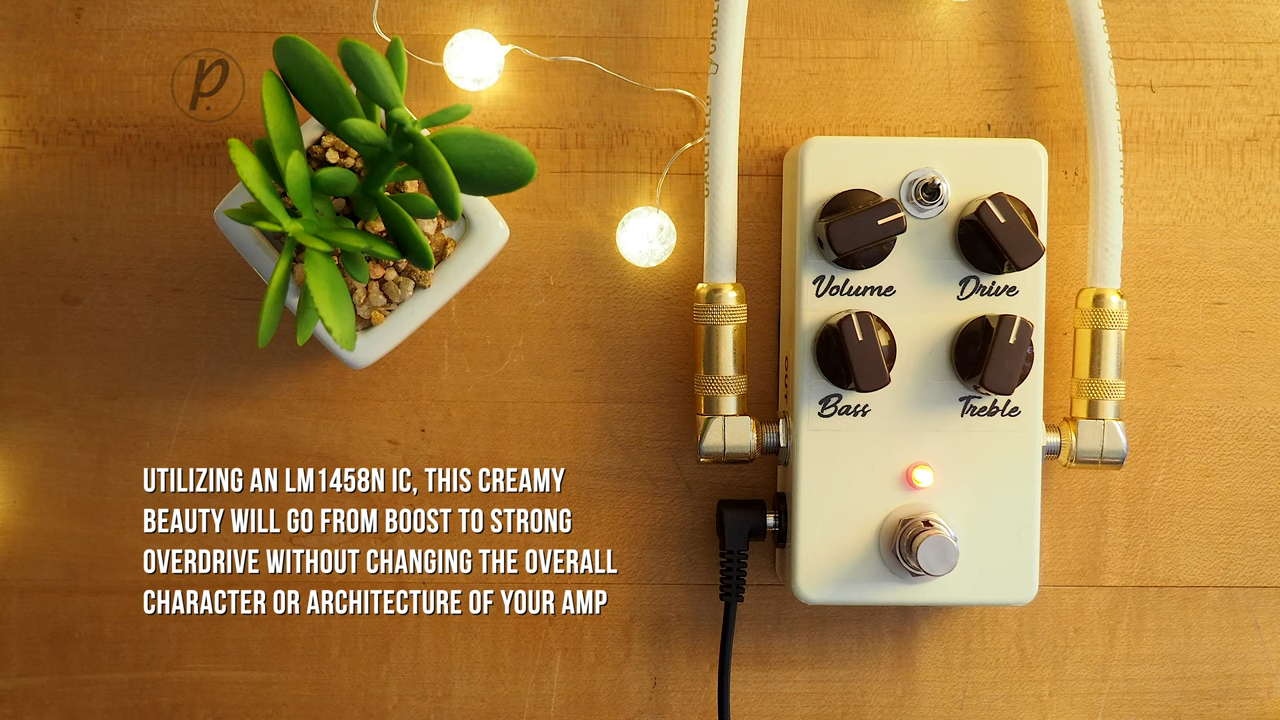 p.
Volume
Drive
Bass
Treble
OUT
UTILIZING AN LM1458N IC, THIS CREAMY
BEAUTY WILL GO FROM BOOST TO STRONG
OVERDRIVE WITHOUT CHANGING THE OVERALL
CHARACTER OR ARCHITECTURE OF YOUR AMP